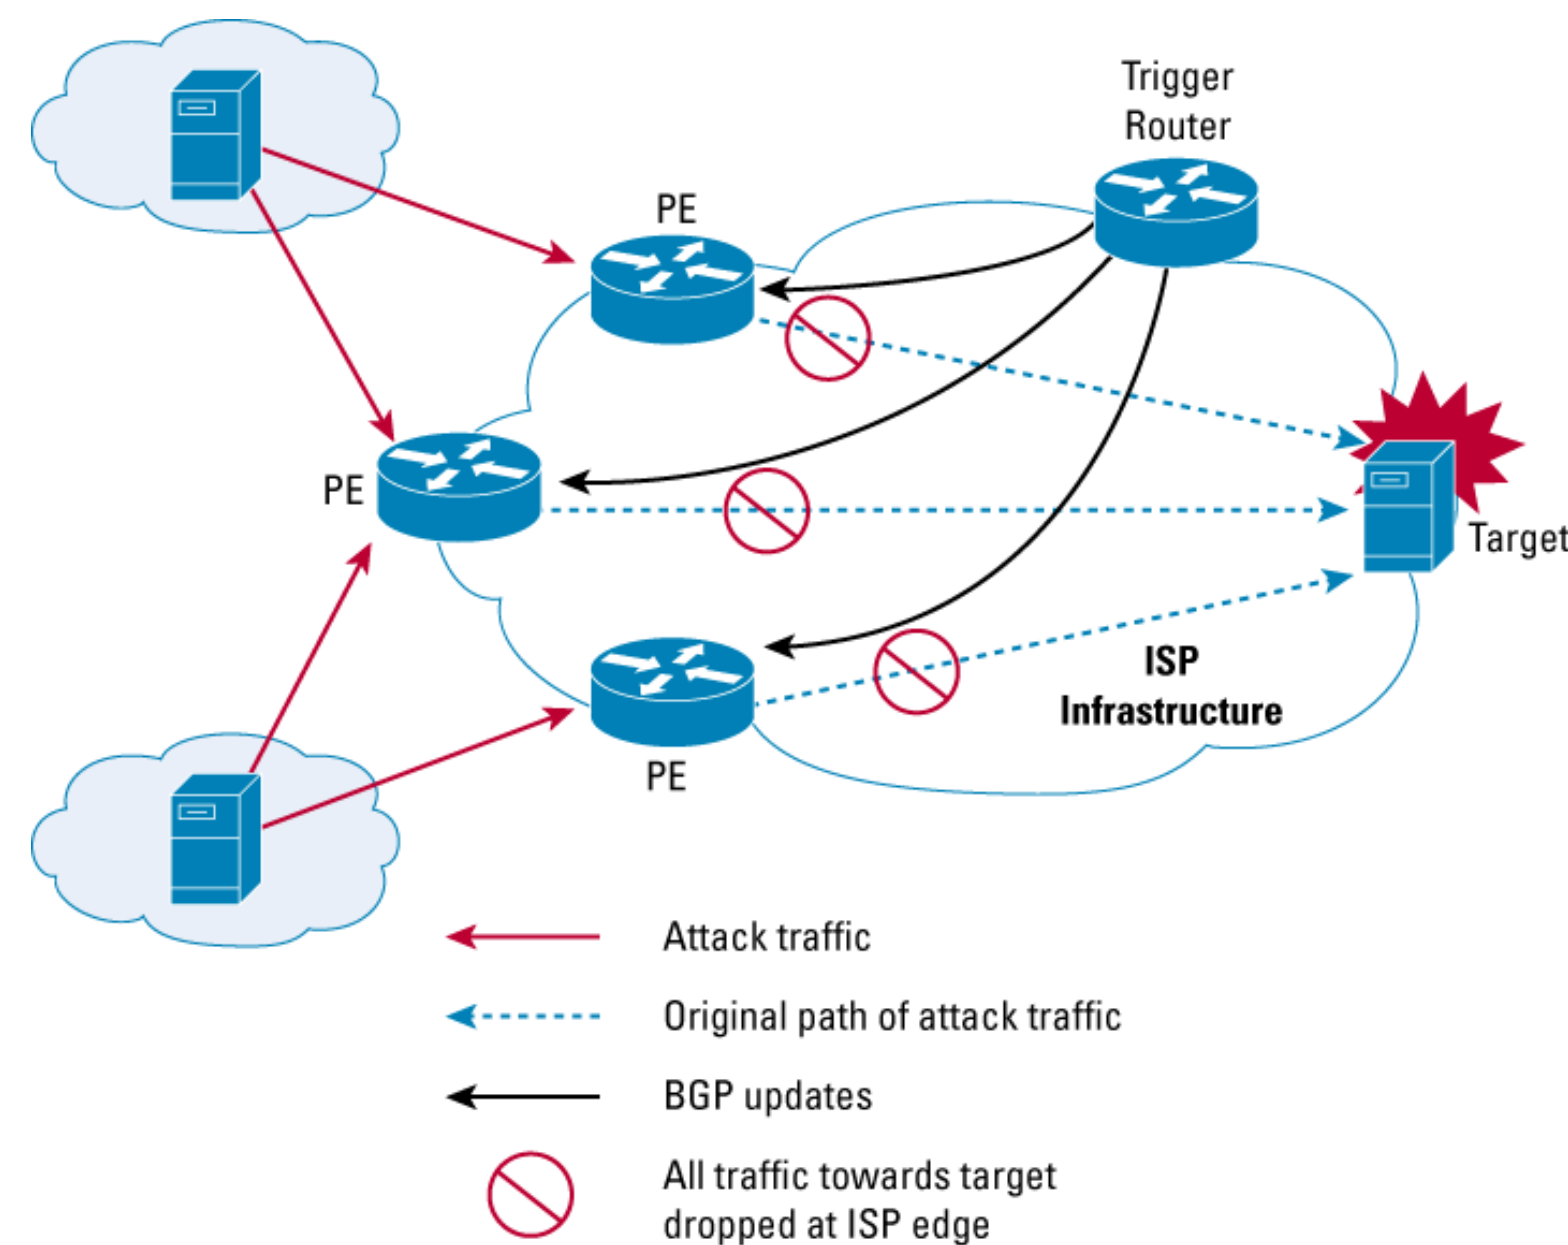 Trigger
Router
PE
PE
Target
ISP
Infrastructure
PE
Attack traffic
Original path of attack traffic
BGP updates
All traffic towards target
dropped at ISP edge